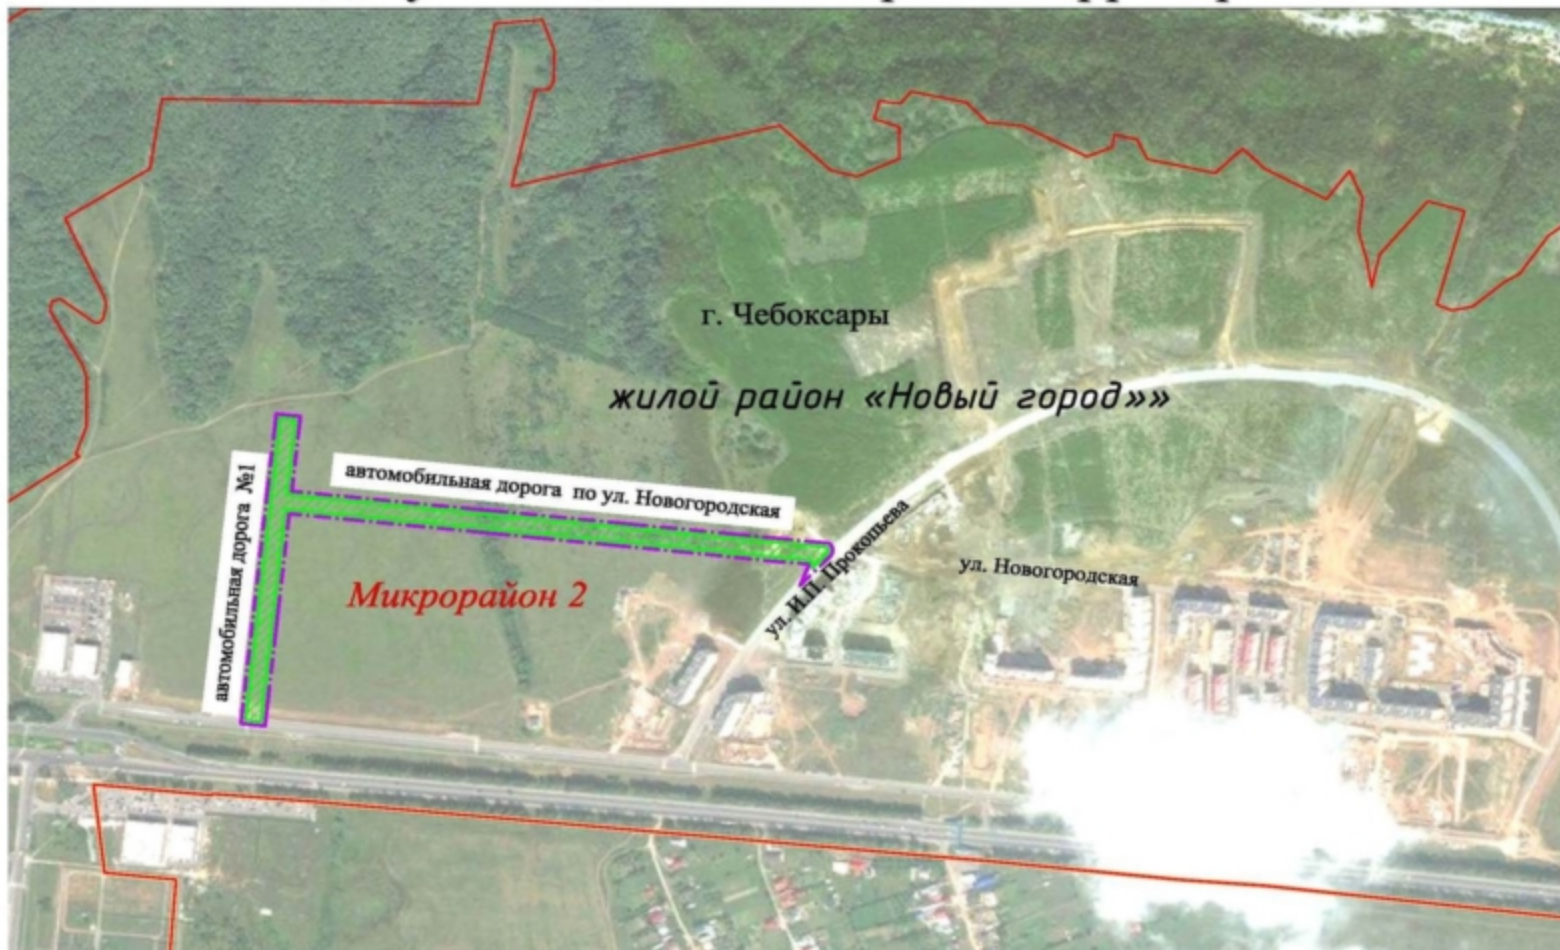 г. Чебоксары
жилой район «Новый город»»
автомобильная дорога по ул. Новогородская
автомобильная дорога №1
ул. И.П. Прокопьева
ул. Новогородская
Микрорайон 2